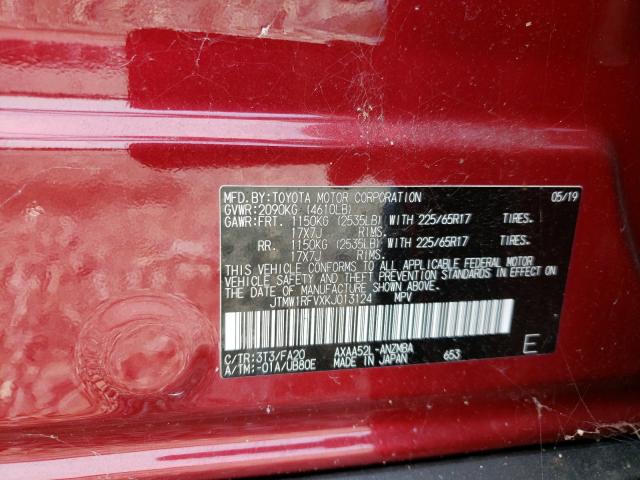 MFD.BY:TOYOTA MOTOR CORPORATION 05/19
GVWR:2090KG (4610LB)
GAWR:FRT. 1150KG (2535LB) WITH 225/65R17 TIRES.
17X7J RIMS.
RR. 1150KG (2535LB) WITH 225/65R17 TIRES.
17X7J RIMS.
THIS VEHICLE CONFORMS TO ALL APPLICABLE FEDERAL MOTOR
VEHICLE SAFETY AND THEFT PREVENTION STANDARDS IN EFFECT ON
THE DATE OF MANUFACTURE SHOWN ABOVE.
JTMW1RFVXKJ013124 MPV
C/TR:3T3/FA20 AXAA52L-ANZMBA 653 E
A/TM:-01A/UB80E MADE IN JAPAN